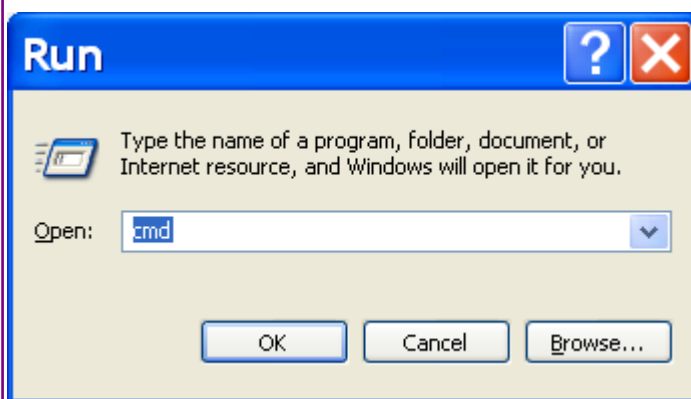 Run
Type the name of a program, folder, document, or
Internet resource, and Windows will open it for you.
Open: cmd
OK Cancel Browse...